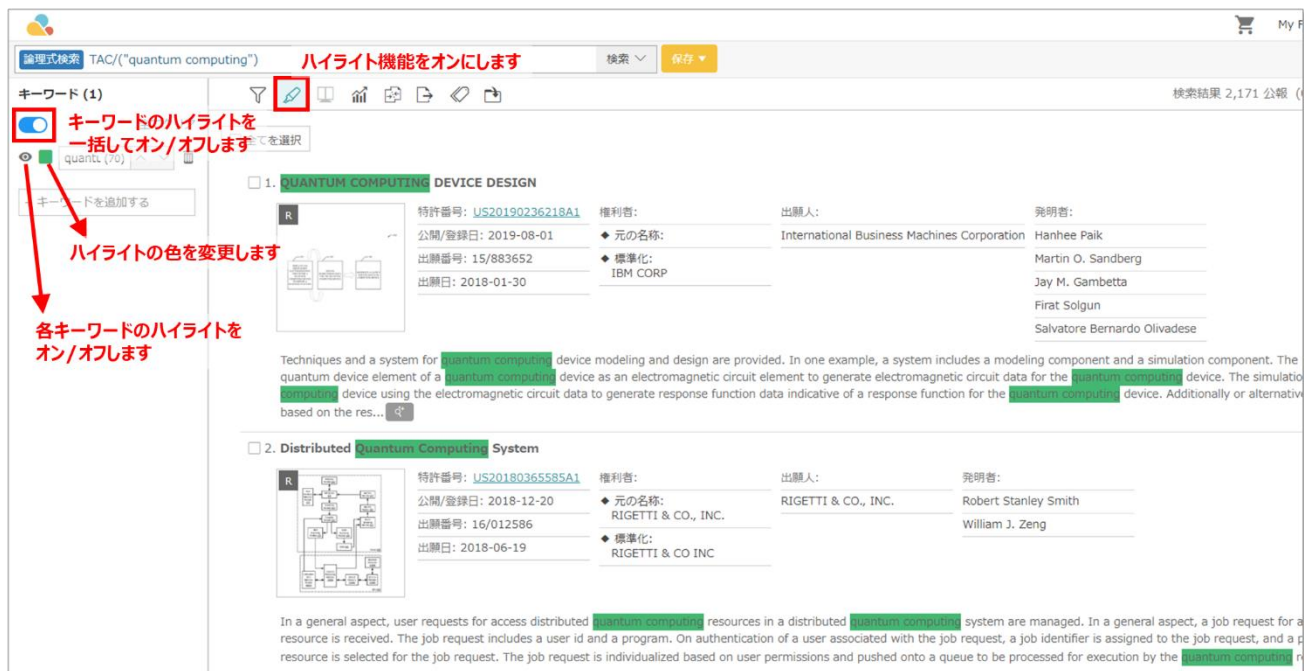 My F
論理式検索 TAC/("quantum computing")
ハイライト機能をオンにします
検索
保存
キーワード (1)
検索結果 2,171 公報
キーワードのハイライトを
一括してオン/オフします
てを選択
(70)
キーワードを追加する
ハイライトの色を変更します
各キーワードのハイライトを
オン/オフします
1. QUANTUM COMPUTING DEVICE DESIGN
R
特許番号: US20190236218A1
公開/登録日: 2019-08-01
出願番号: 15/883652
出願日: 2018-01-30
権利者:
◆ 元の名称:
◆ 標準化:
IBM CORP
出願人:
International Business Machines Corporation
発明者:
Hanhee Paik
Martin O. Sandberg
Jay M. Gambetta
Firat Solgun
Salvatore Bernardo Olivadese
Techniques and a system for quantum computing device modeling and design are provided. In one example, a system includes a modeling component and a simulation component. The
quantum device element of a quantum computing device as an electromagnetic circuit element to generate electromagnetic circuit data for the quantum computing device. The simulatio
computing device using the electromagnetic circuit data to generate response function data indicative of a response function for the quantum computing device. Additionally or alternativ
based on the res...
2. Distributed Quantum Computing System
R
特許番号: US20180365585A1
公開/登録日: 2018-12-20
出願番号: 16/012586
出願日: 2018-06-19
権利者:
◆ 元の名称:
RIGETTI & CO., INC.
◆ 標準化:
RIGETTI & CO INC
出願人:
RIGETTI & CO., INC.
発明者:
Robert Stanley Smith
William J. Zeng
In a general aspect, user requests for access distributed quantum computing resources in a distributed quantum computing system are managed. In a general aspect, a job request for a
resource is received. The job request includes a user id and a program. On authentication of a user associated with the job request, a job identifier is assigned to the job request, and a p
resource is selected for the job request. The job request is individualized based on user permissions and pushed onto a queue to be processed for execution by the quantum computing r